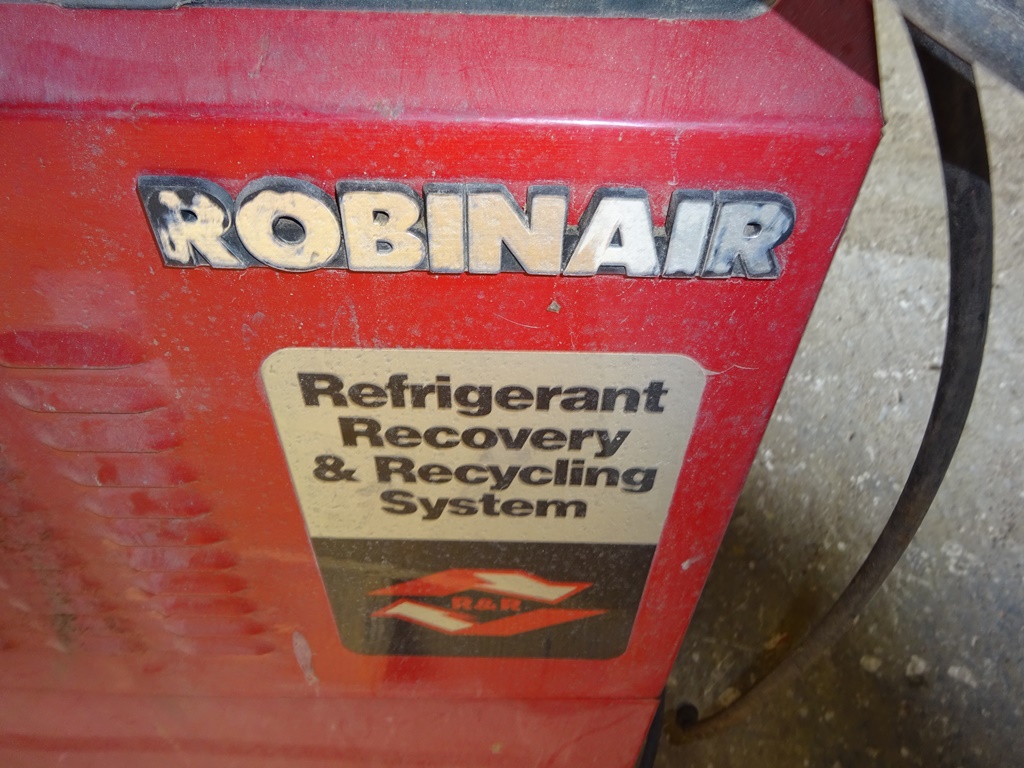 ROBINAIR
Refrigerant
Recovery
& Recycling
System
R&R